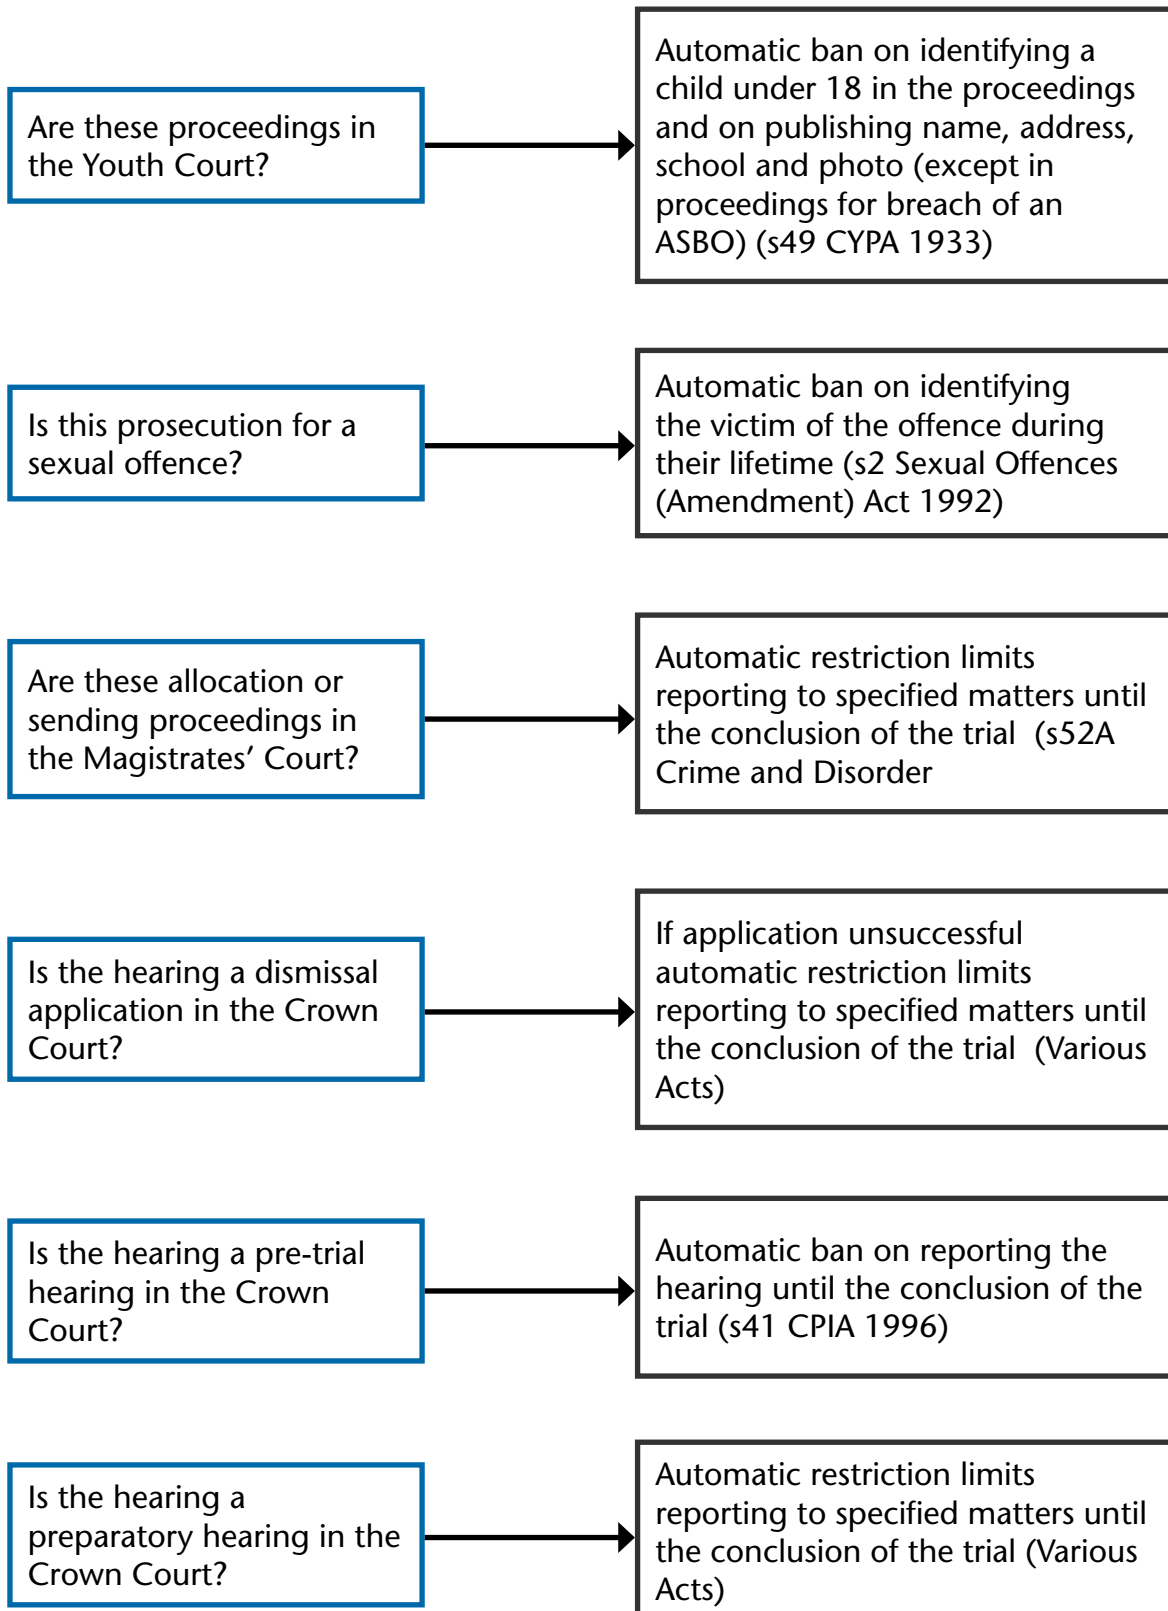 Are these proceedings in
the Youth Court?
Automatic ban on identifying a
child under 18 in the proceedings
and on publishing name, address,
school and photo (except in
proceedings for breach of an
ASBO) (s49 CYPA 1933)
Is this prosecution for a
sexual offence?
Automatic ban on identifying
the victim of the offence during
their lifetime (s2 Sexual Offences
(Amendment) Act 1992)
Are these allocation or
sending proceedings in
the Magistrates’ Court?
Automatic restriction limits
reporting to specified matters until
the conclusion of the trial (s52A
Crime and Disorder
Is the hearing a dismissal
application in the Crown
Court?
If application unsuccessful
automatic restriction limits
reporting to specified matters until
the conclusion of the trial (Various
Acts)
Is the hearing a pre-trial
hearing in the Crown
Court?
Automatic ban on reporting the
hearing until the conclusion of the
trial (s41 CPIA 1996)
Is the hearing a
preparatory hearing in the
Crown Court?
Automatic restriction limits
reporting to specified matters until
the conclusion of the trial (Various
Acts)